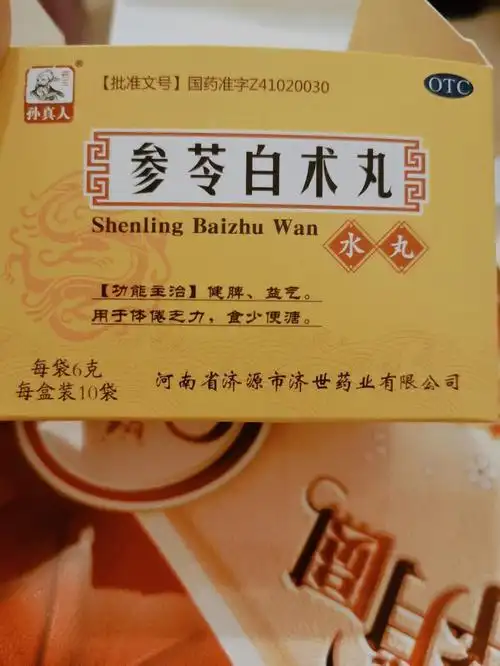 【批准文号】国药准字Z41020030
OTC
孙真人
参苓白术丸
Shenling Baizhu Wan
水丸
【功能主治】健脾、益气。
用于体倦乏力，食少便溏。
每袋6克
每盒装10袋
河南省济源市济世药业有限公司